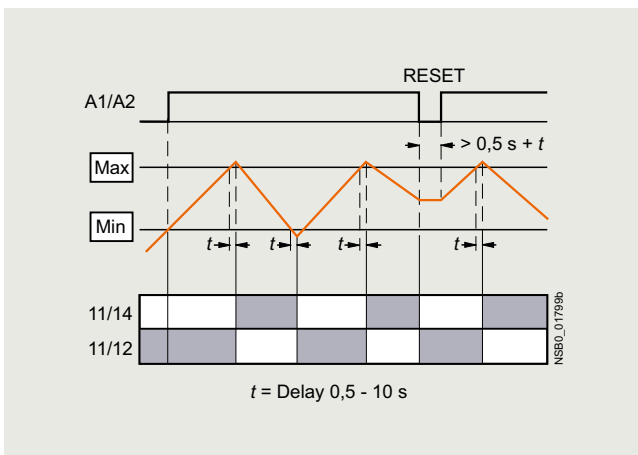 RESET
A1/A2
> 0,5 s + t
Max
Min
t t t t
11/14
11/12
NSB0_01799b
t = Delay 0,5 - 10 s